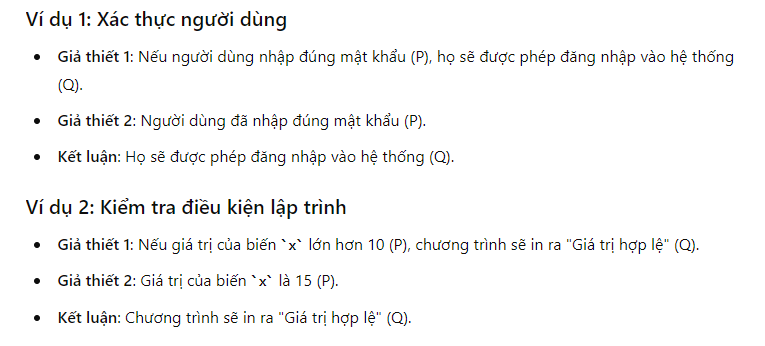 Ví dụ 1: Xác thực người dùng
• Giả thiết 1: Nếu người dùng nhập đúng mật khẩu (P), họ sẽ được phép đăng nhập vào hệ thống
(Q).
• Giả thiết 2: Người dùng đã nhập đúng mật khẩu (P).
• Kết luận: Họ sẽ được phép đăng nhập vào hệ thống (Q).
Ví dụ 2: Kiểm tra điều kiện lập trình
• Giả thiết 1: Nếu giá trị của biến `x` lớn hơn 10 (P), chương trình sẽ in ra "Giá trị hợp lệ" (Q).
• Giả thiết 2: Giá trị của biến `x` là 15 (P).
• Kết luận: Chương trình sẽ in ra "Giá trị hợp lệ" (Q).